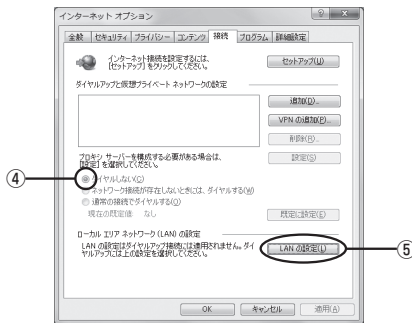 インターネット オプション
全般 セキュリティ プライバシー コンテンツ 接続 プログラム 詳細設定
インターネット接続を設定するには、
[セットアップ] をクリックしてください。
セットアップ(U)
ダイヤルアップと仮想プライベート ネットワークの設定
追加(D)...
VPN の追加(P)...
削除(R)...
プロキシ サーバーを構成する必要がある場合は、
[設定] を選択してください。
設定(S)
④
ダイヤルしない(C)
ネットワーク接続が存在しないときには、ダイヤルする(W)
通常の接続でダイヤルする(O)
現在の既定値: なし
既定に設定(E)
ローカル エリア ネットワーク (LAN) の設定
LAN の設定はダイヤルアップ接続には適用されません。ダイ
ヤルアップには上の設定を選択してください。
LAN の設定(L)
⑤
OK キャンセル 適用(A)